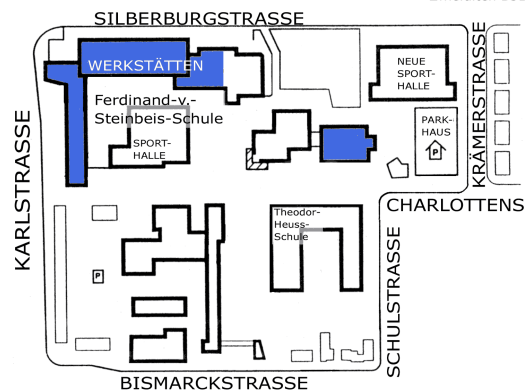 SILBERBURGSTRASSE
WERKSTÄTTEN
NEUE
SPORT-
HALLE
Ferdinand-v.-
Steinbeis-Schule
SPORT-
HALLE
PARK-
HAUS
P
KRÄMERSTRASSE
KARLSTRASSE
CHARLOTTENS
Theodor-
Heuss-
Schule
P
SCHULSTRASSE
BISMARCKSTRASSE